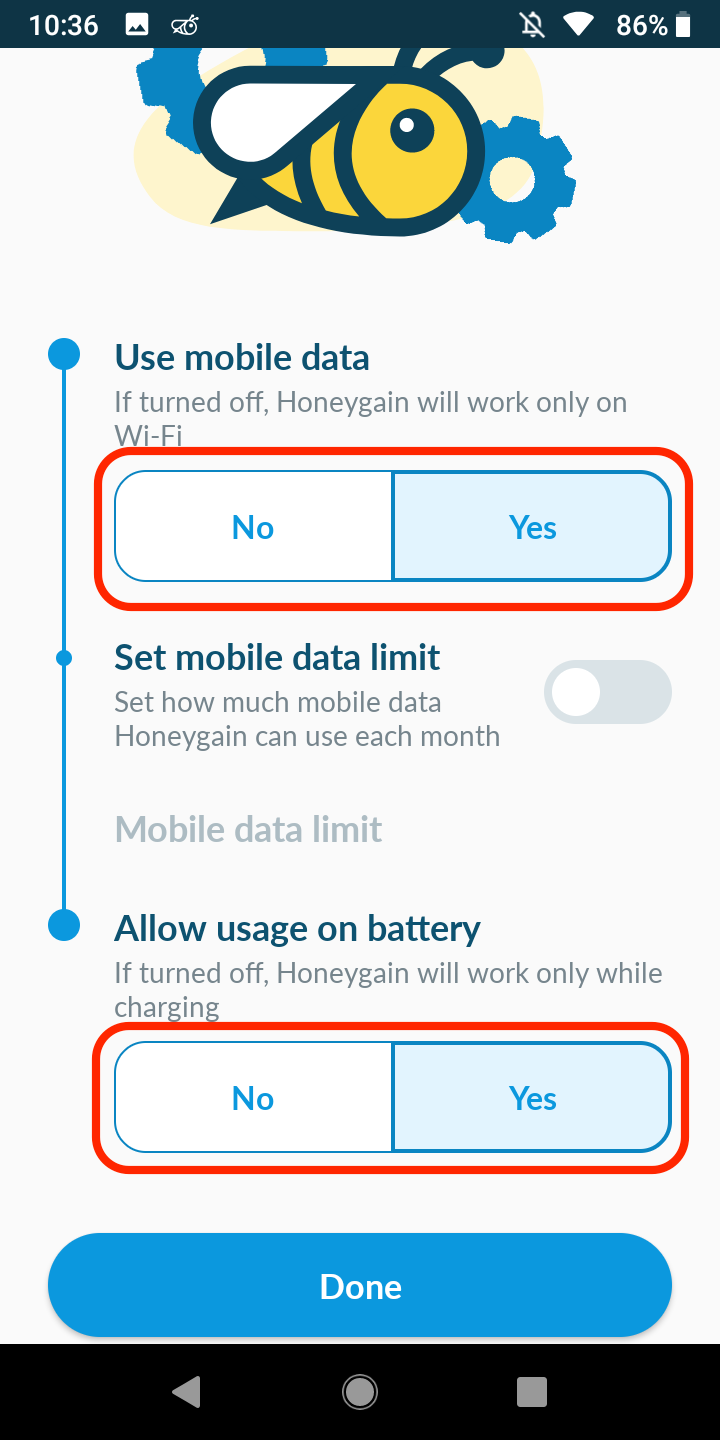 10:36
86%
Use mobile data
If turned off, Honeygain will work only on
Wi-Fi
No
Yes
Set mobile data limit
Set how much mobile data
Honeygain can use each month
Mobile data limit
Allow usage on battery
If turned off, Honeygain will work only while
charging
No
Yes
Done